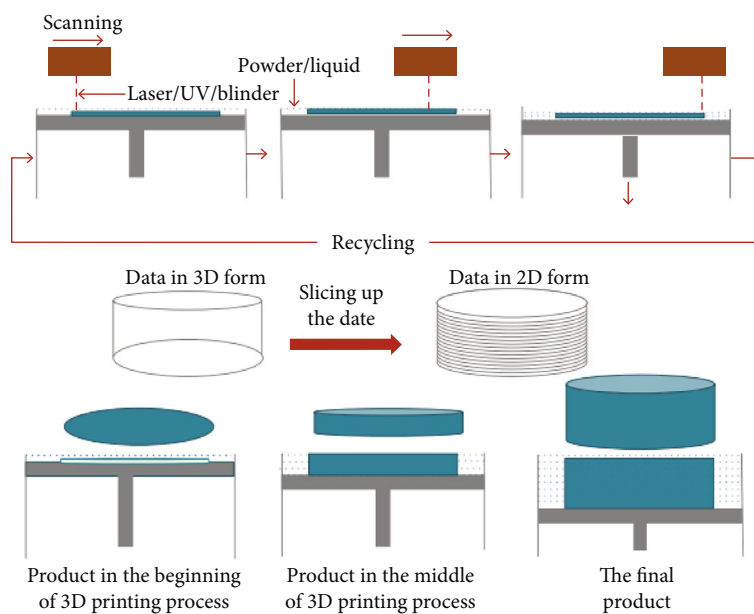 Scanning
Powder/liquid
Laser/UV/blinder
Recycling
Data in 3D form
Slicing up
the date
Data in 2D form
Product in the beginning
of 3D printing process
Product in the middle
of 3D printing process
The final
product